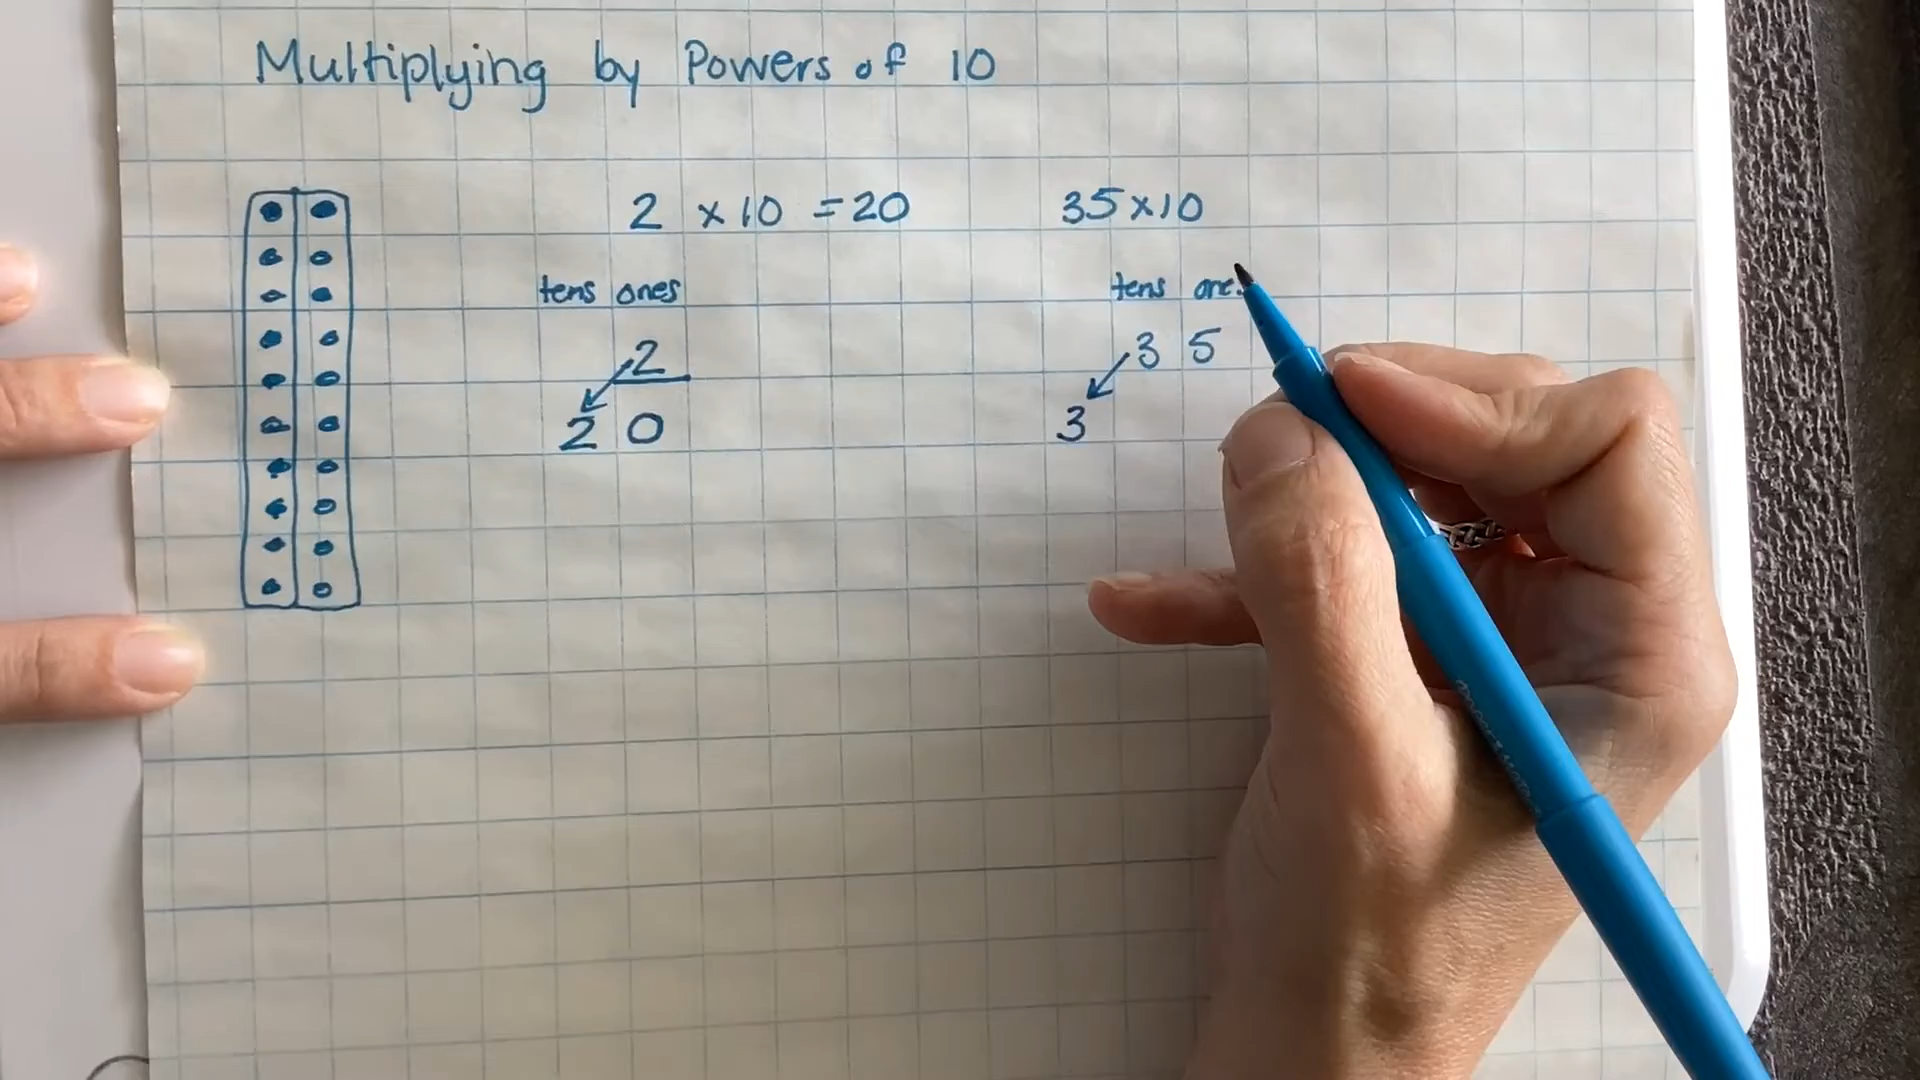 Multiplying by Powers of 10
2 × 10 = 20
tens ones
2
2 0
35 × 10
tens
3 5
3